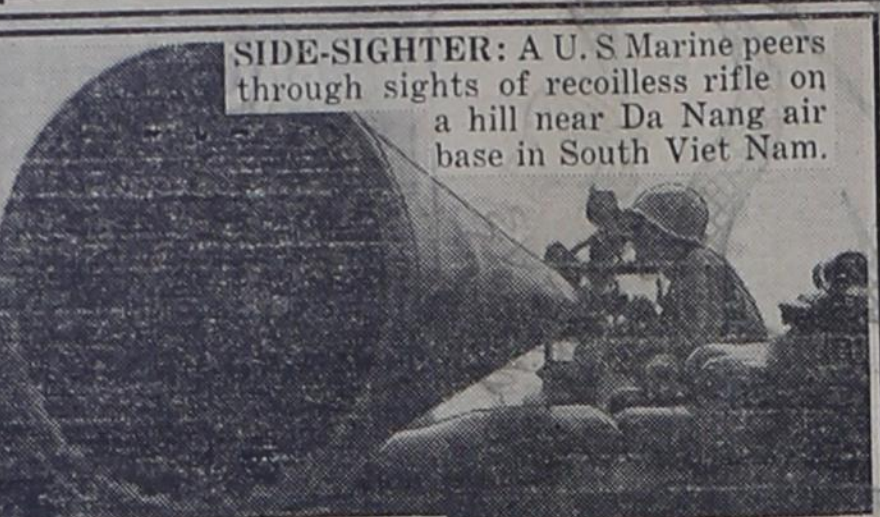 SIDE-SIGHTER: A U. S Marine peers
through sights of recoilless rifle on
a hill near Da Nang air
base in South Viet Nam.